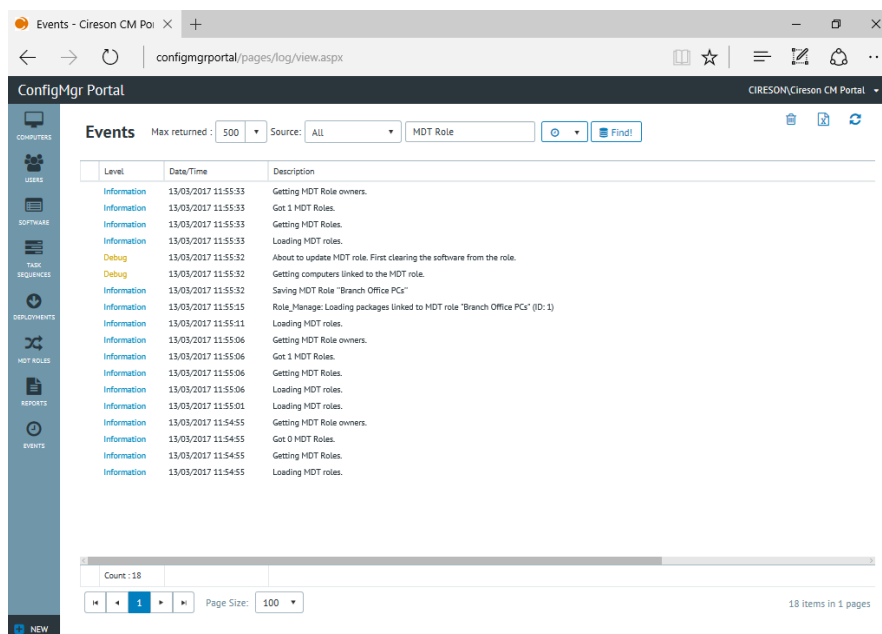 Events - Cireson CM Por
configmgrportal/pages/log/view.aspx
ConfigMgr Portal
CIRESON\Cireson CM Portal
COMPUTERS
USERS
SOFTWARE
TASK SEQUENCES
DEPLOYMENTS
MDT ROLES
REPORTS
EVENTS
NEW
Events Max returned : 500 Source: All MDT Role Find!
Level Date/Time Description
Information 13/03/2017 11:55:33 Getting MDT Role owners.
Information 13/03/2017 11:55:33 Got 1 MDT Roles.
Information 13/03/2017 11:55:33 Getting MDT Roles.
Information 13/03/2017 11:55:33 Loading MDT roles.
Debug 13/03/2017 11:55:32 About to update MDT role. First clearing the software from the role.
Debug 13/03/2017 11:55:32 Getting computers linked to the MDT role.
Information 13/03/2017 11:55:32 Saving MDT Role "Branch Office PCs"
Information 13/03/2017 11:55:15 Role_Manage: Loading packages linked to MDT role "Branch Office PCs" (ID: 1)
Information 13/03/2017 11:55:11 Loading MDT roles.
Information 13/03/2017 11:55:06 Getting MDT Role owners.
Information 13/03/2017 11:55:06 Got 1 MDT Roles.
Information 13/03/2017 11:55:06 Getting MDT Roles.
Information 13/03/2017 11:55:06 Loading MDT roles.
Information 13/03/2017 11:55:01 Loading MDT roles.
Information 13/03/2017 11:54:55 Getting MDT Role owners.
Information 13/03/2017 11:54:55 Got 0 MDT Roles.
Information 13/03/2017 11:54:55 Getting MDT Roles.
Information 13/03/2017 11:54:55 Loading MDT roles.
Count : 18
1 Page Size: 100 18 items in 1 pages